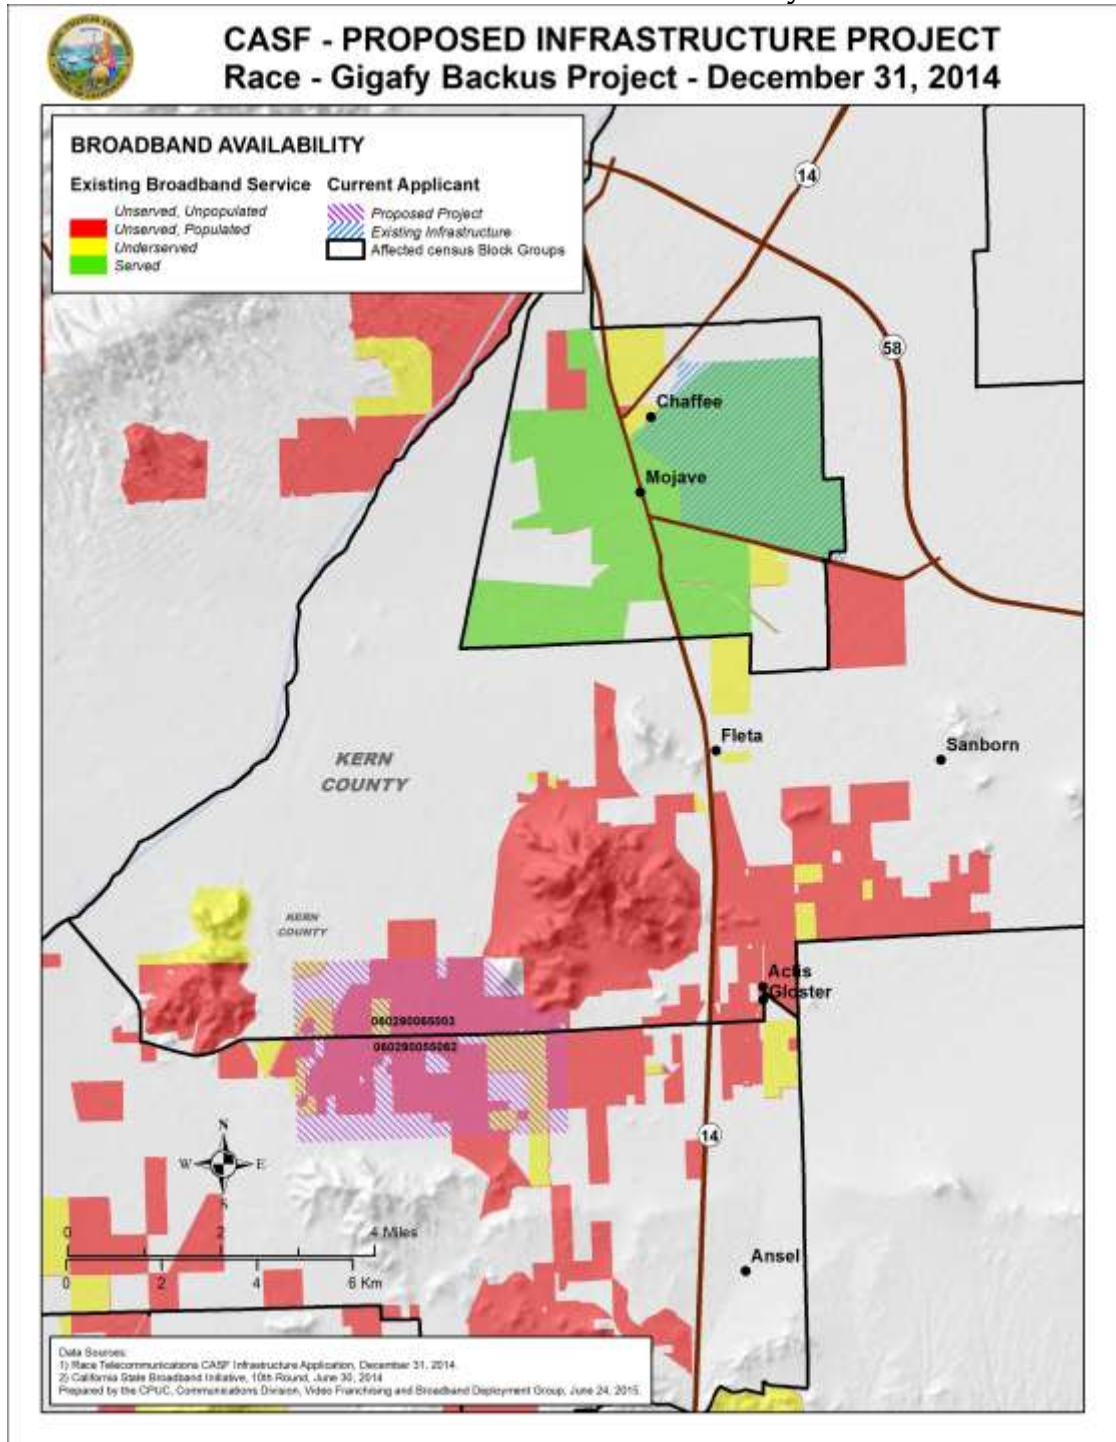 CASF - PROPOSED INFRASTRUCTURE PROJECT
Race - Gigafy Backus Project - December 31, 2014
BROADBAND AVAILABILITY
Existing Broadband Service
Unserved, Unpopulated
Unserved, Populated
Underserved
Served
Current Applicant
Proposed Project
Existing Infrastructure
Affected census Block Groups
14
58
Chaffee
Mojave
Fleta
Sanborn
KERN
COUNTY
KERN
COUNTY
Actis
Gloster
060290055062
14
N
W E
S
0 2 4 Miles
0 2 4 6 Km
Ansel
Data Sources:
1) Race Telecommunications CASF Infrastructure Application, December 31, 2014.
2) California State Broadband Initiative, 10th Round, June 30, 2014
Prepared by the CPUC, Communications Division, Video Franchising and Broadband Deployment Group, June 24, 2015.